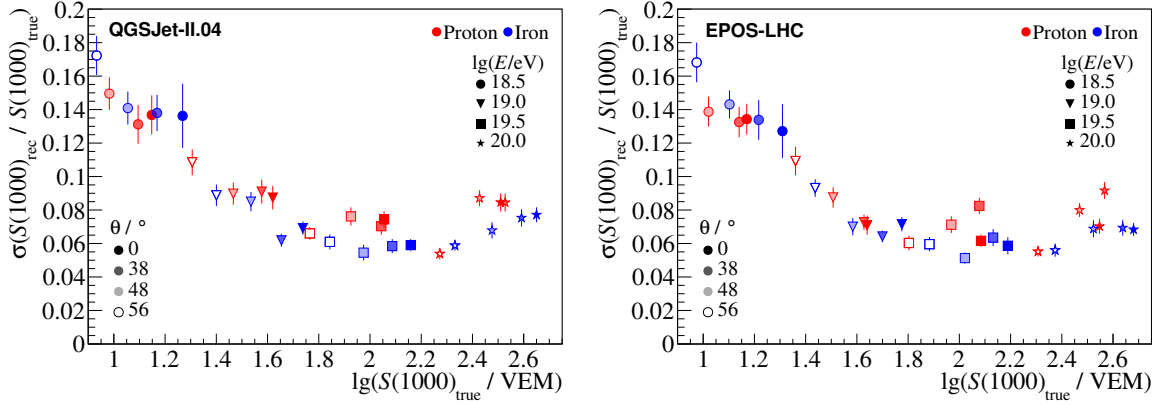 QGSJet-II.04
Proton Iron
lg(E/eV)
18.5
19.0
19.5
20.0
θ / °
0
38
48
56
0.2
0.18
0.16
0.14
0.12
0.1
0.08
0.06
0.04
0.02
0
σ(S(1000)rec / S(1000)true)
1 1.2 1.4 1.6 1.8 2 2.2 2.4 2.6
lg(S(1000)true / VEM)
EPOS-LHC
Proton Iron
lg(E/eV)
18.5
19.0
19.5
20.0
θ / °
0
38
48
56
0.2
0.18
0.16
0.14
0.12
0.1
0.08
0.06
0.04
0.02
0
σ(S(1000)rec / S(1000)true)
1 1.2 1.4 1.6 1.8 2 2.2 2.4 2.6
lg(S(1000)true / VEM)